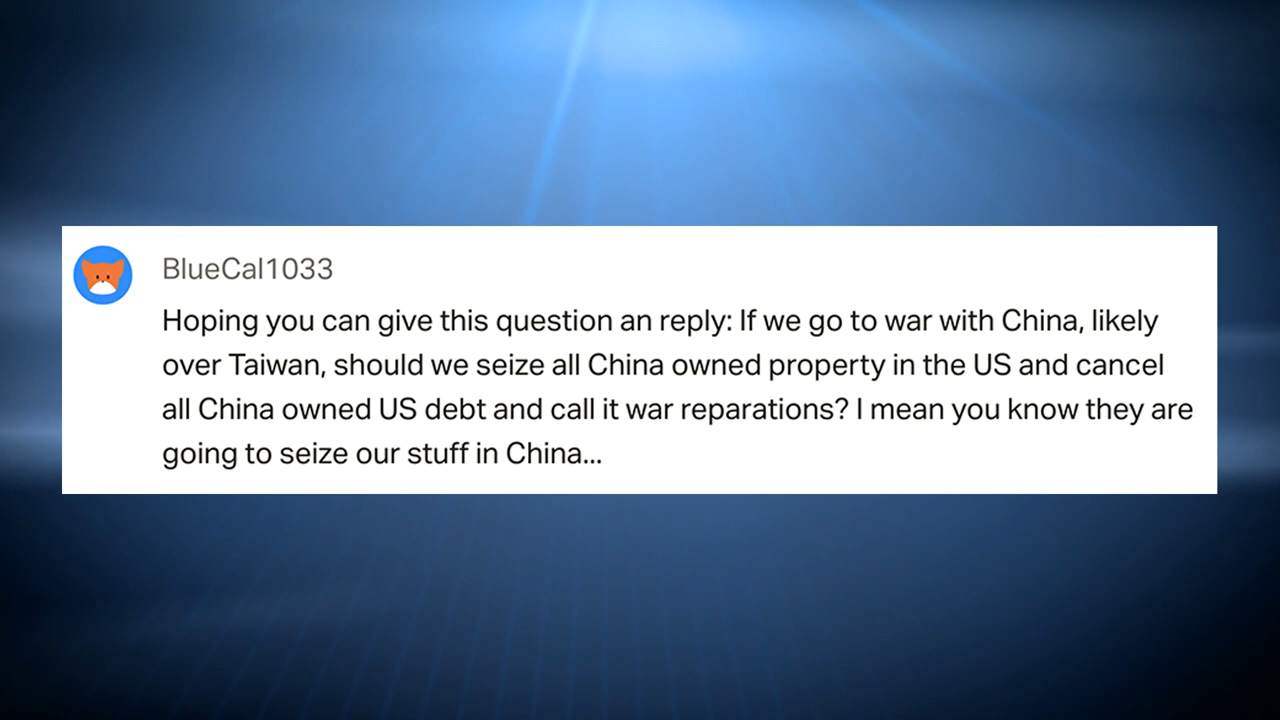 BlueCal1033
Hoping you can give this question an reply: If we go to war with China, likely
over Taiwan, should we seize all China owned property in the US and cancel
all China owned US debt and call it war reparations? I mean you know they are
going to seize our stuff in China...